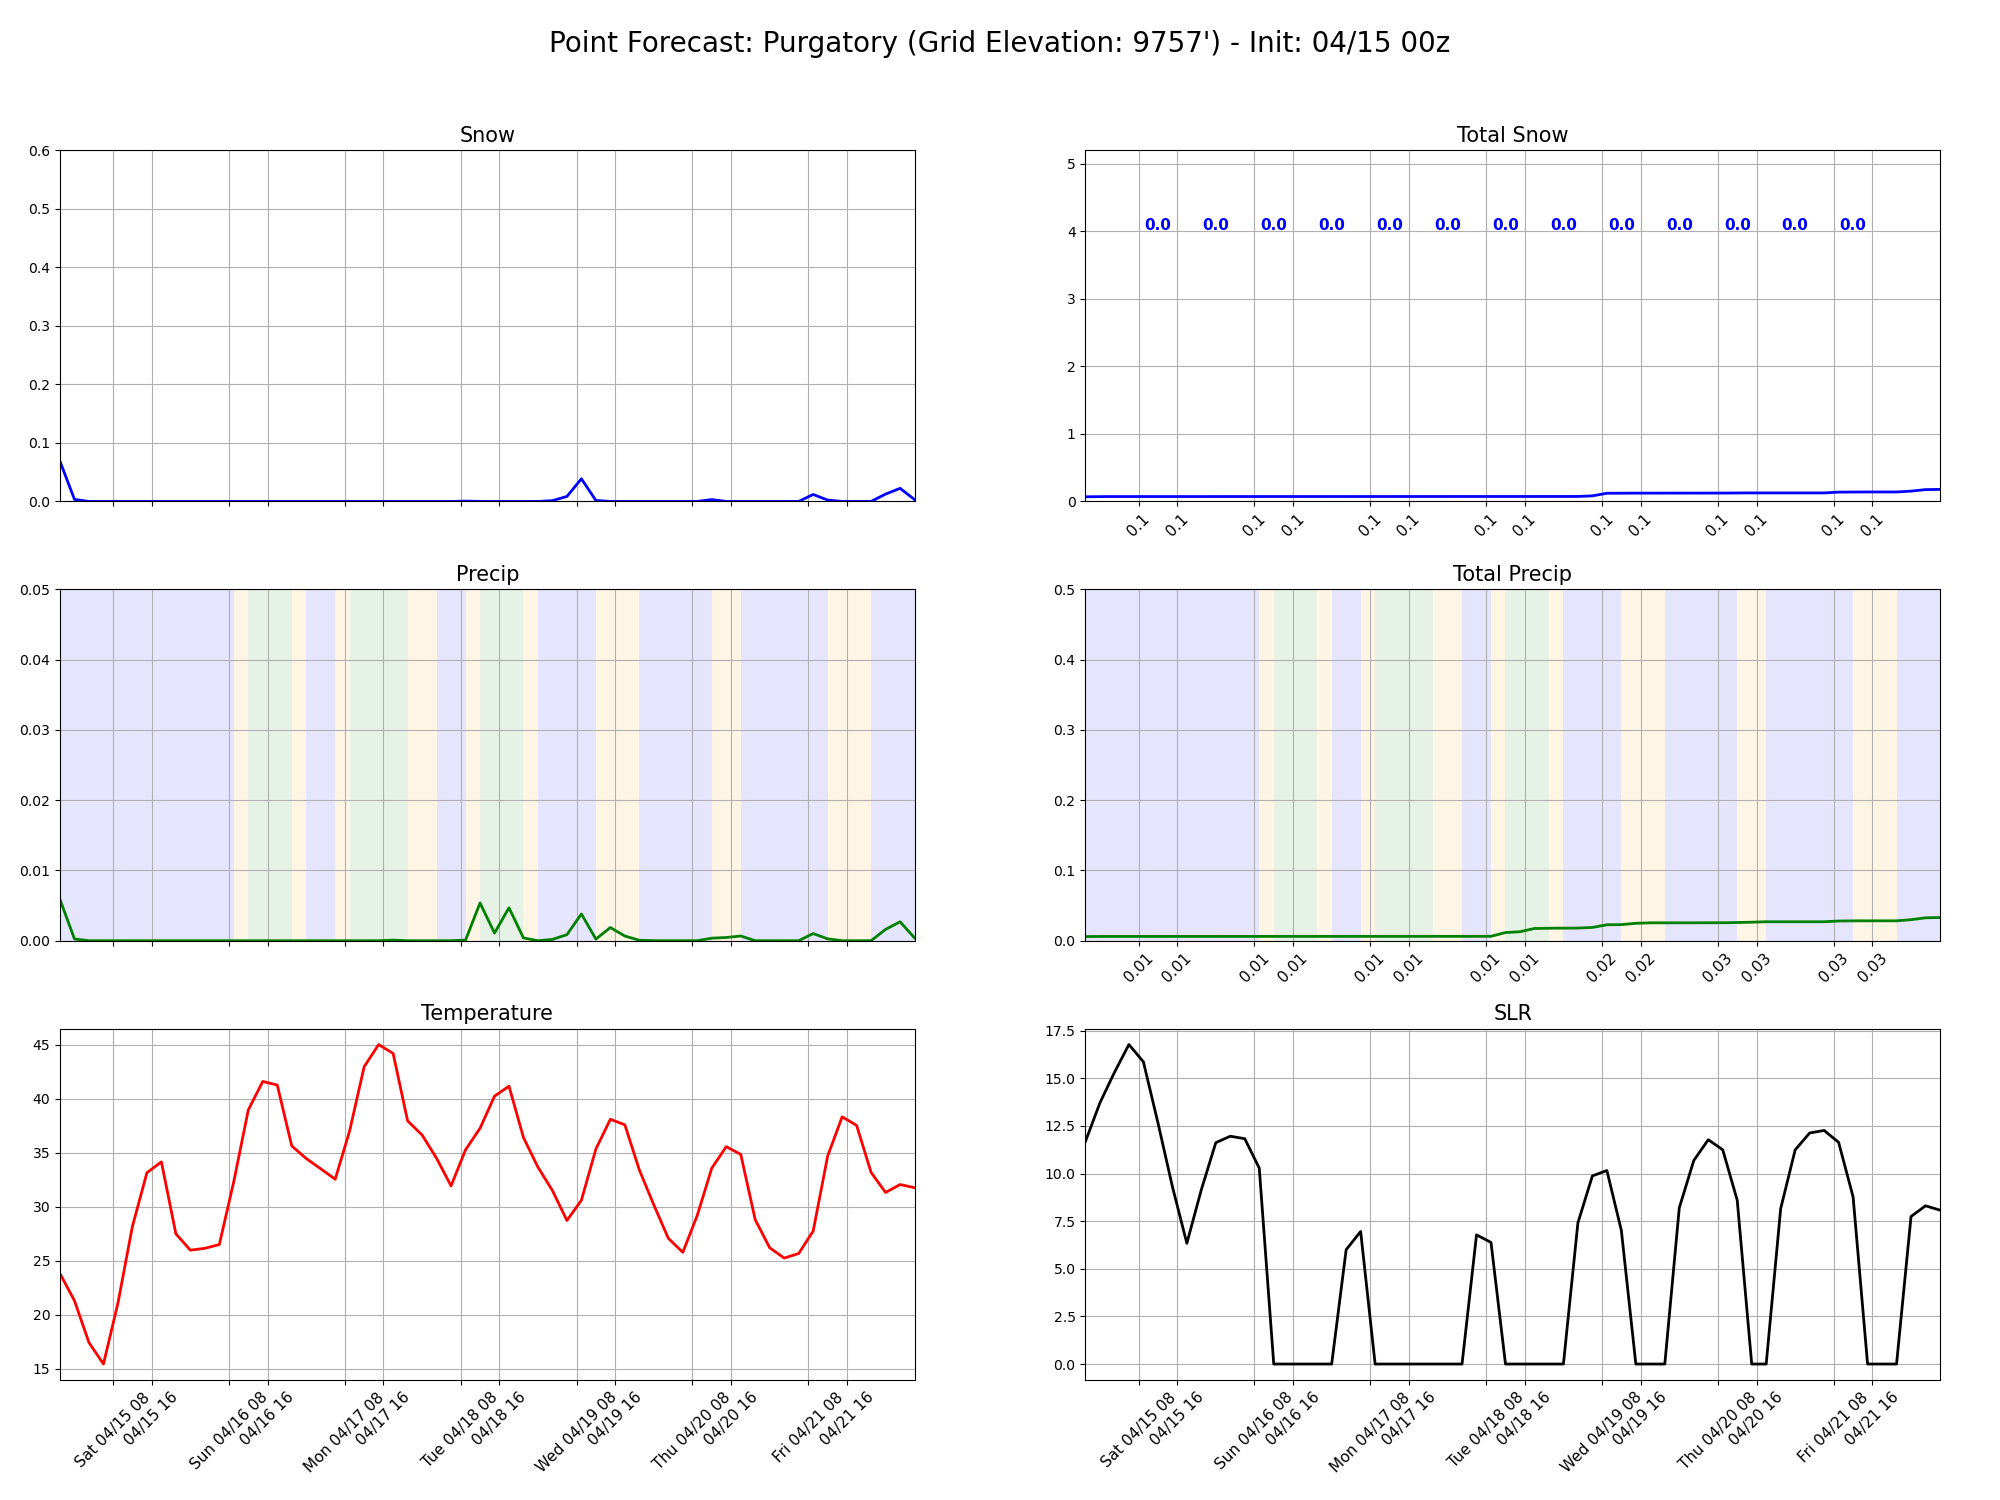 Point Forecast: Purgatory (Grid Elevation: 9757') - Init: 04/15 00z
Snow
0.6
0.5
0.4
0.3
0.2
0.1
0.0
Total Snow
5
4
3
2
1
0
0.0 0.0 0.0 0.0 0.0 0.0 0.0 0.0 0.0 0.0 0.0 0.0 0.0
0.1 0.1 0.1 0.1 0.1 0.1 0.1 0.1 0.1 0.1 0.1 0.1 0.1 0.1
Precip
0.05
0.04
0.03
0.02
0.01
0.00
Total Precip
0.5
0.4
0.3
0.2
0.1
0.0
0.01 0.01 0.01 0.01 0.01 0.01 0.01 0.01 0.02 0.02 0.03 0.03 0.03 0.03
Temperature
45
40
35
30
25
20
15
Sat 04/15 08
04/15 16
Sun 04/16 08
04/16 16
Mon 04/17 08
04/17 16
Tue 04/18 08
04/18 16
Wed 04/19 08
04/19 16
Thu 04/20 08
04/20 16
Fri 04/21 08
04/21 16
SLR
17.5
15.0
12.5
10.0
7.5
5.0
2.5
0.0
Sat 04/15 08
04/15 16
Sun 04/16 08
04/16 16
Mon 04/17 08
04/17 16
Tue 04/18 08
04/18 16
Wed 04/19 08
04/19 16
Thu 04/20 08
04/20 16
Fri 04/21 08
04/21 16